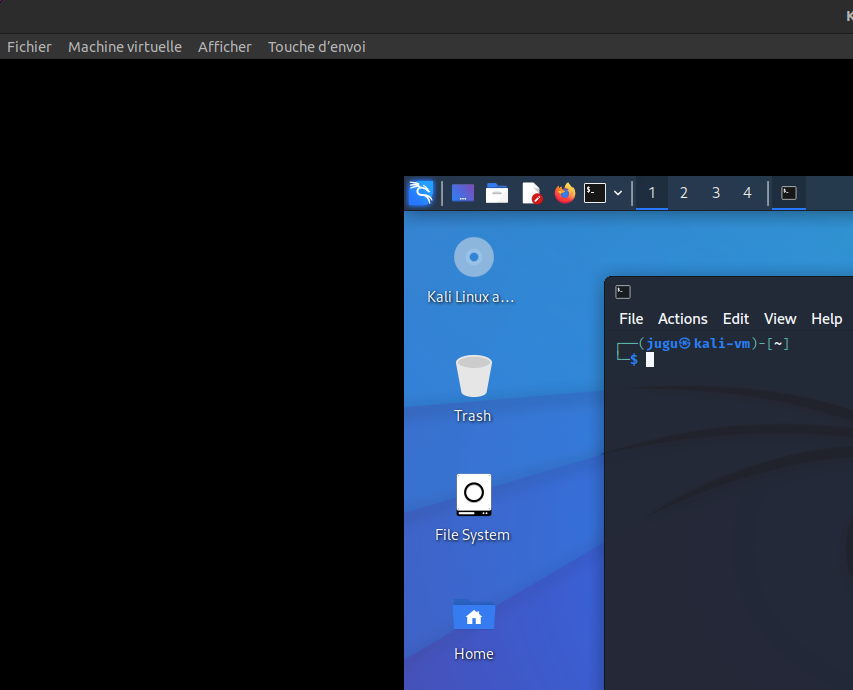 Fichier Machine virtuelle Afficher Touche d'envoi
1 2 3 4
Kali Linux a...
File Actions Edit View Help
(jugu㉿kali-vm)-[~]
$
Trash
File System
Home